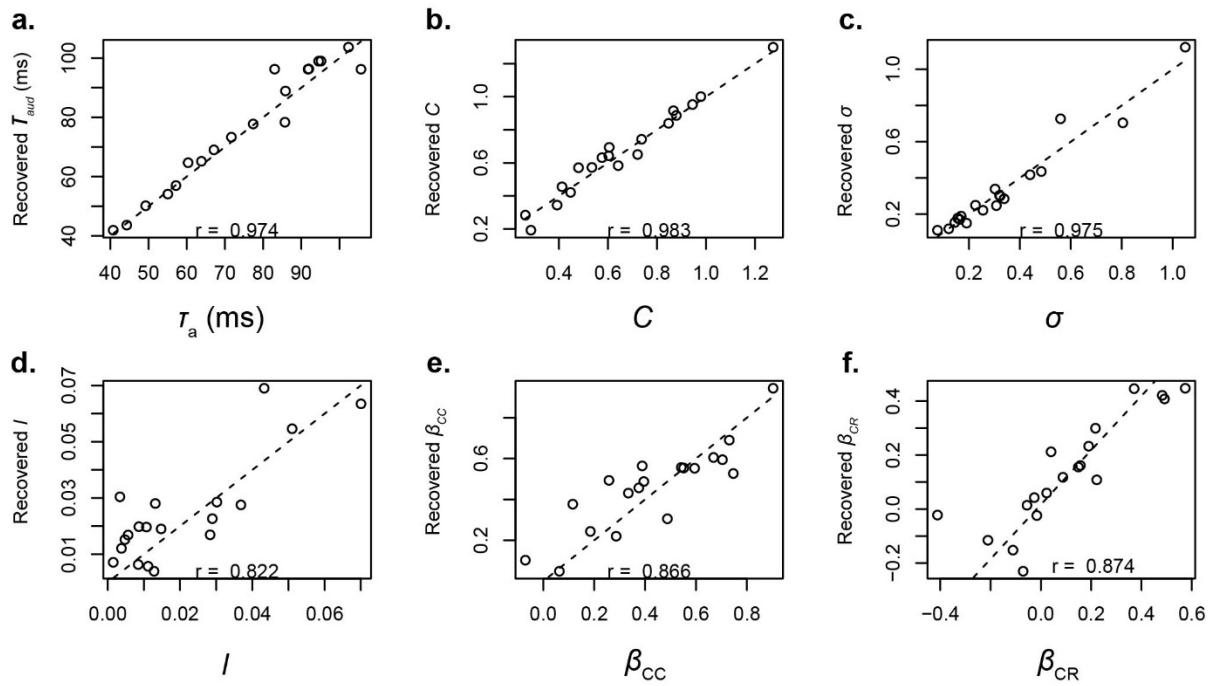 a.
Recovered T_aud (ms)
100
80
60
40
r = 0.974
40 50 60 70 80 90
τ_a (ms)
b.
Recovered C
1.0
0.6
0.2
r = 0.983
0.4 0.6 0.8 1.0 1.2
C
c.
Recovered σ
1.0
0.8
0.6
0.4
0.2
r = 0.975
0.2 0.4 0.6 0.8 1.0
σ
d.
Recovered I
0.07
0.05
0.03
0.01
r = 0.822
0.00 0.02 0.04 0.06
I
e.
Recovered β_CC
0.6
0.2
r = 0.866
0.0 0.2 0.4 0.6 0.8
β_CC
f.
Recovered β_CR
0.4
0.2
0.0
−0.2
r = 0.874
−0.4 0.0 0.2 0.4 0.6
β_CR